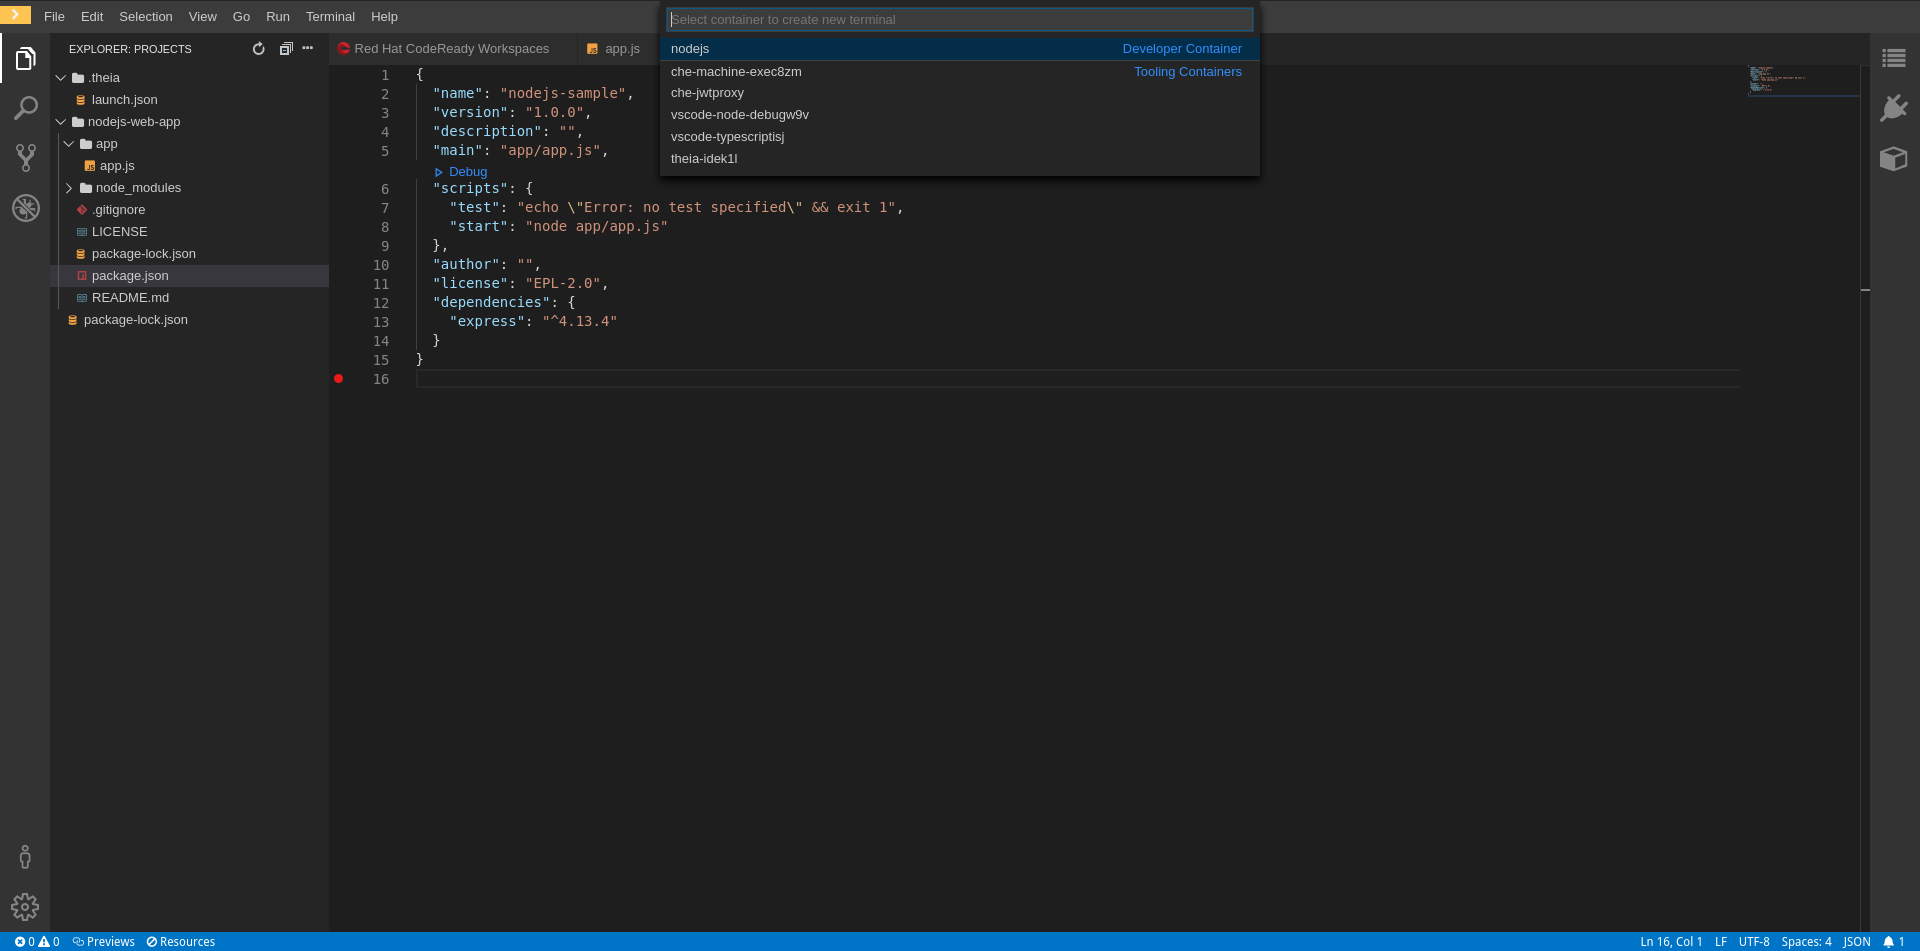 File Edit Selection View Go Run Terminal Help
Select container to create new terminal
nodejs Developer Container
che-machine-exec8zm Tooling Containers
che-jwtproxy
vscode-node-debugw9v
vscode-typescriptisj
theia-idek1l
EXPLORER: PROJECTS
.theia
launch.json
nodejs-web-app
app
app.js
node_modules
.gitignore
LICENSE
package-lock.json
package.json
README.md
package-lock.json
Red Hat CodeReady Workspaces
app.js
1 {
2 "name": "nodejs-sample",
3 "version": "1.0.0",
4 "description": "",
5 "main": "app/app.js",
Debug
6 "scripts": {
7 "test": "echo \"Error: no test specified\" && exit 1",
8 "start": "node app/app.js"
9 },
10 "author": "",
11 "license": "EPL-2.0",
12 "dependencies": {
13 "express": "^4.13.4"
14 }
15 }
16
0 0 Previews Resources
Ln 16, Col 1 LF UTF-8 Spaces: 4 JSON 1